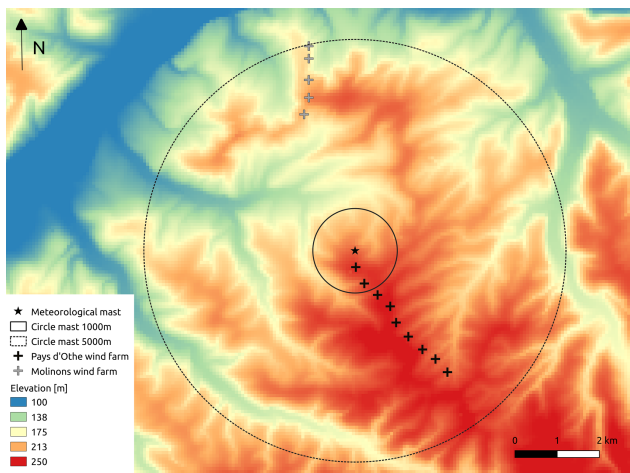 N
Meteorological mast
Circle mast 1000m
Circle mast 5000m
Pays d'Othe wind farm
Molinons wind farm
Elevation [m]
100
138
175
213
250
0 1 2 km